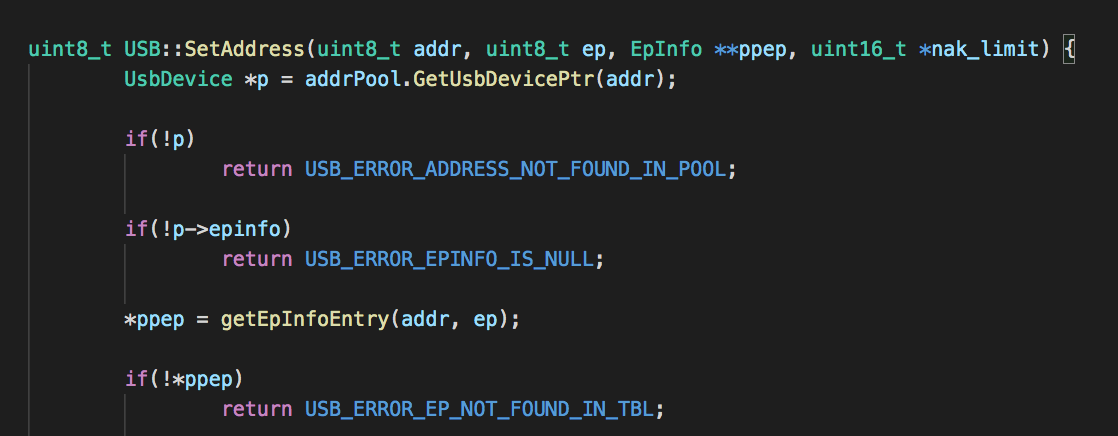 uint8_t USB::SetAddress(uint8_t addr, uint8_t ep, EpInfo **ppep, uint16_t *nak_limit) {
UsbDevice *p = addrPool.GetUsbDevicePtr(addr);
if(!p)
return USB_ERROR_ADDRESS_NOT_FOUND_IN_POOL;
if(!p->epinfo)
return USB_ERROR_EPINFO_IS_NULL;
*ppep = getEpInfoEntry(addr, ep);
if(!*ppep)
return USB_ERROR_EP_NOT_FOUND_IN_TBL;